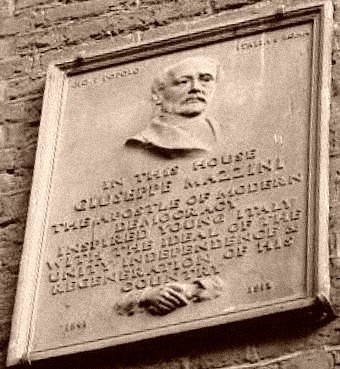 DIO E POPOLO
IN THIS HOUSE
GIUSEPPE MAZZINI
THE APOSTLE OF MODERN
DEMOCRACY
INSPIRED YOUNG ITALY
WITH THE IDEAL OF THE
UNITY INDEPENDENCE &
REGENERATION OF HIS
COUNTRY